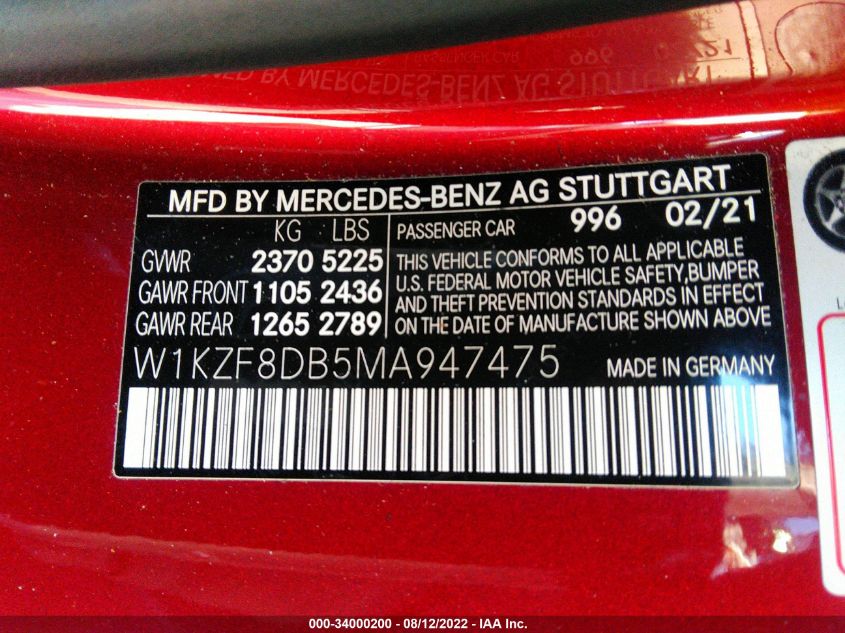 MFD BY MERCEDES-BENZ AG STUTTGART
KG LBS
GVWR 2370 5225
GAWR FRONT 1105 2436
GAWR REAR 1265 2789
PASSENGER CAR 996 02/21
THIS VEHICLE CONFORMS TO ALL APPLICABLE
U.S. FEDERAL MOTOR VEHICLE SAFETY,BUMPER
AND THEFT PREVENTION STANDARDS IN EFFECT
ON THE DATE OF MANUFACTURE SHOWN ABOVE
W1KZF8DB5MA947475 MADE IN GERMANY
000-34000200 - 08/12/2022 - IAA Inc.